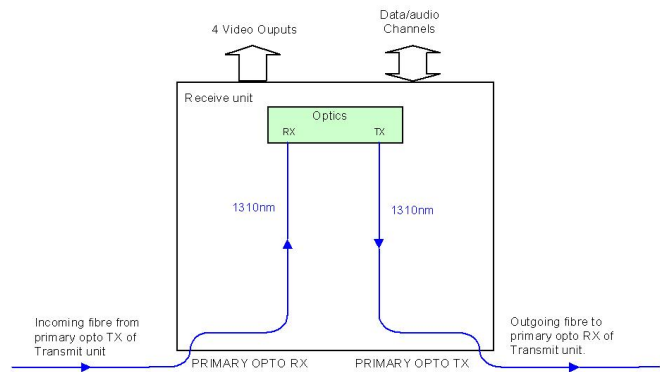 4 Video Ouputs
Data/audio
Channels
Receive unit
Optics
RX
TX
1310nm
1310nm
Incoming fibre from
primary opto TX of
Transmit unit
Outgoing fibre to
primary opto RX of
Transmit unit.
PRIMARY OPTO RX
PRIMARY OPTO TX